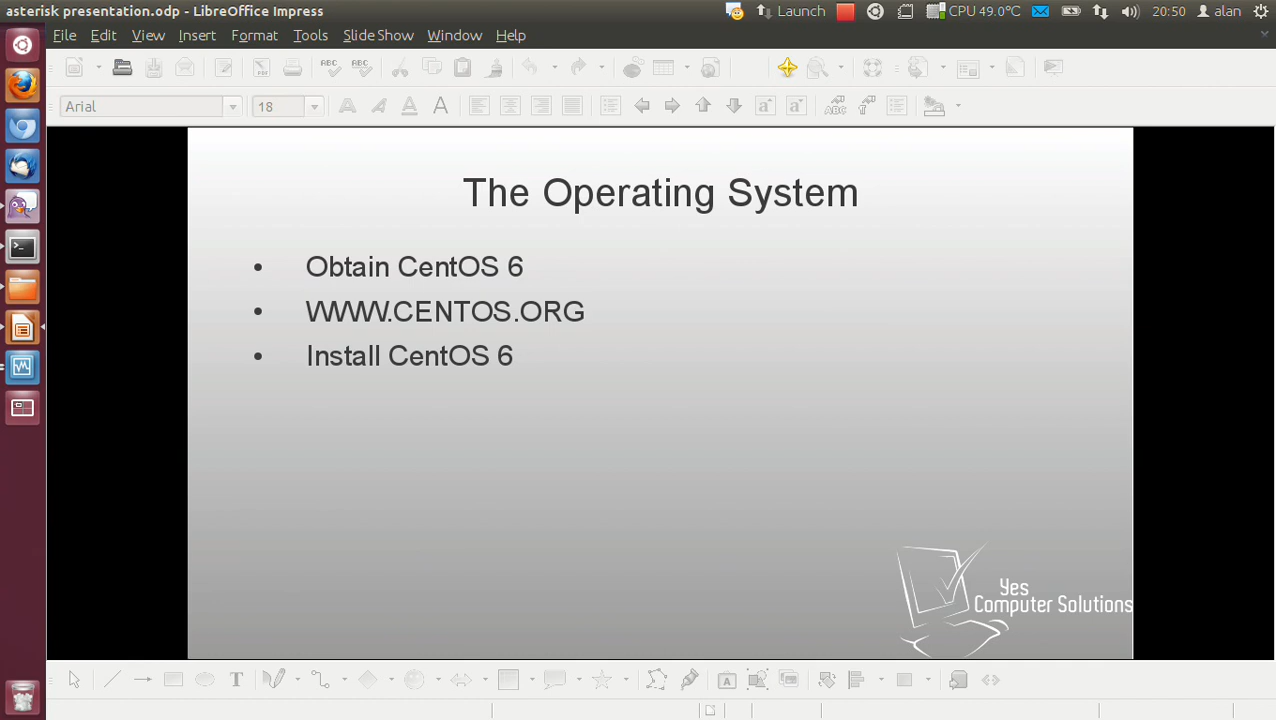 asterisk presentation.odp - LibreOffice Impress
Launch
CPU 49.0°C
20:50
alan
File Edit View Insert Format Tools Slide Show Window Help
Arial
18
The Operating System
• Obtain CentOS 6
• WWW.CENTOS.ORG
• Install CentOS 6
Yes
Computer Solutions